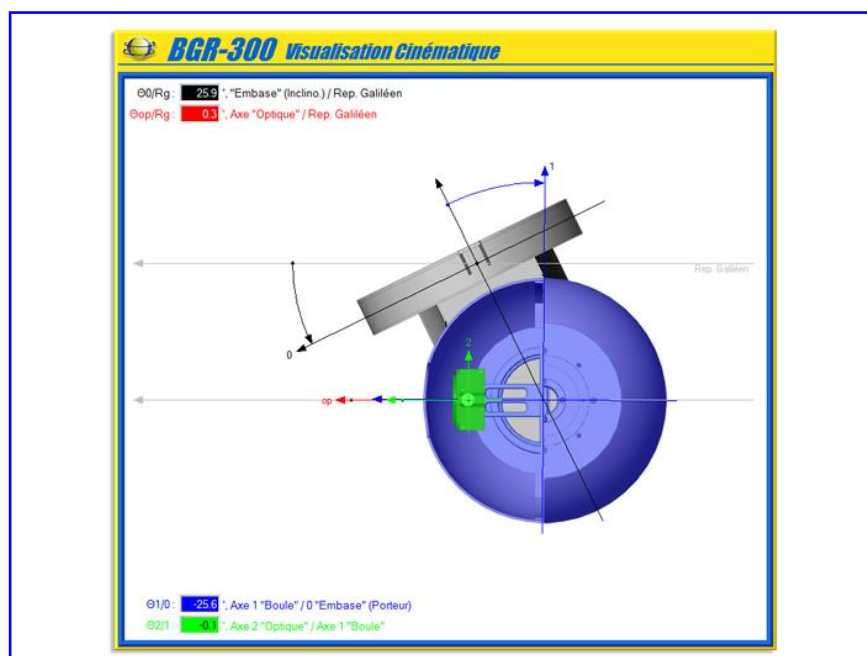 BGR-300 Visualisation Cinématique
Θ0/Rg : 25.9 °, "Embase" (Inclino.) / Rep. Galiléen
Θop/Rg : 0.3 °, Axe "Optique" / Rep. Galiléen
1
Rep. Galiléen
0
2
op
Θ1/0 : -25.6 °, Axe 1 "Boule" / 0 "Embase" (Porteur)
Θ2/1 : -0.1 °, Axe 2 "Optique" / Axe 1 "Boule"